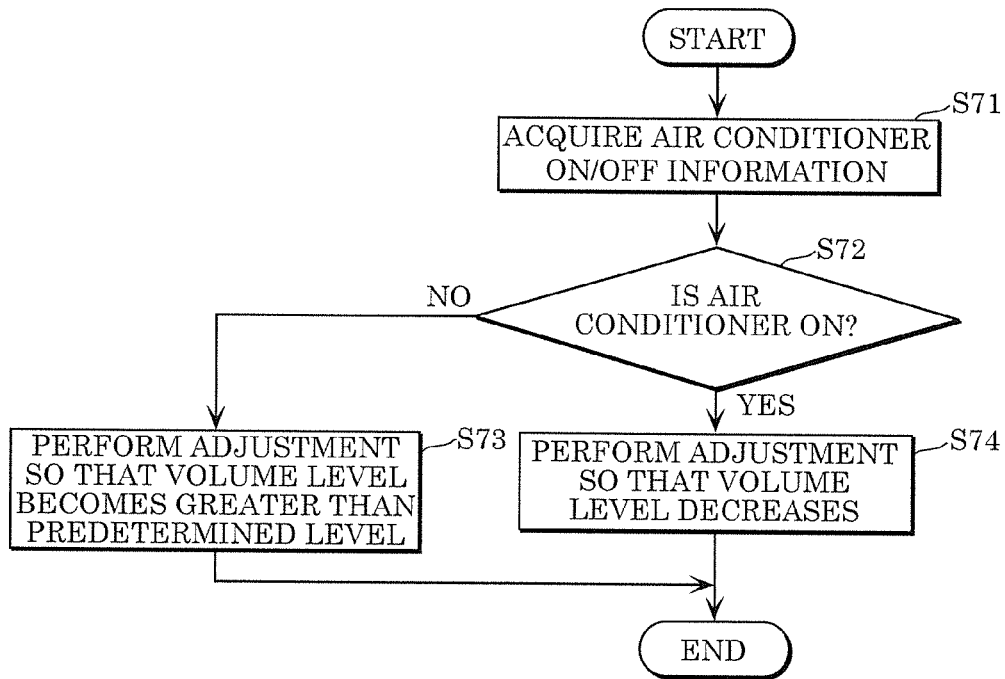 START
S71
ACQUIRE AIR CONDITIONER
ON/OFF INFORMATION
S72
IS AIR
CONDITIONER ON?
NO
YES
S73
PERFORM ADJUSTMENT
SO THAT VOLUME LEVEL
BECOMES GREATER THAN
PREDETERMINED LEVEL
S74
PERFORM ADJUSTMENT
SO THAT VOLUME
LEVEL DECREASES
END